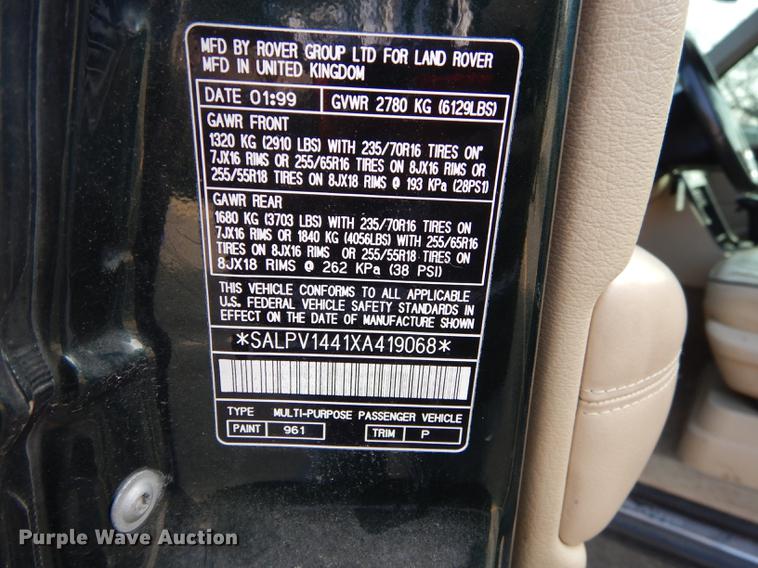 MFD BY ROVER GROUP LTD FOR LAND ROVER
MFD IN UNITED KINGDOM
DATE 01:99 GVWR 2780 KG (6129LBS)
GAWR FRONT
1320 KG (2910 LBS) WITH 235/70R16 TIRES ON"
7JX16 RIMS OR 255/65R16 TIRES ON 8JX16 RIMS OR
255/55R18 TIRES ON 8JX18 RIMS @ 193 KPa (28PSI)
GAWR REAR
1680 KG (3703 LBS) WITH 235/70R16 TIRES ON
7JX16 RIMS OR 1840 KG (4056LBS) WITH 255/65R16
TIRES ON 8JX16 RIMS OR 255/55R18 TIRES ON
8JX18 RIMS @ 262 KPa (38 PSI)
THIS VEHICLE CONFORMS TO ALL APPLICABLE
U.S. FEDERAL VEHICLE SAFETY STANDARDS IN
EFFECT ON THE DATE OF MANUFACTURE SHOWN
*SALPV1441XA419068*
TYPE MULTI-PURPOSE PASSENGER VEHICLE
PAINT 961 TRIM P
Purple Wave Auction